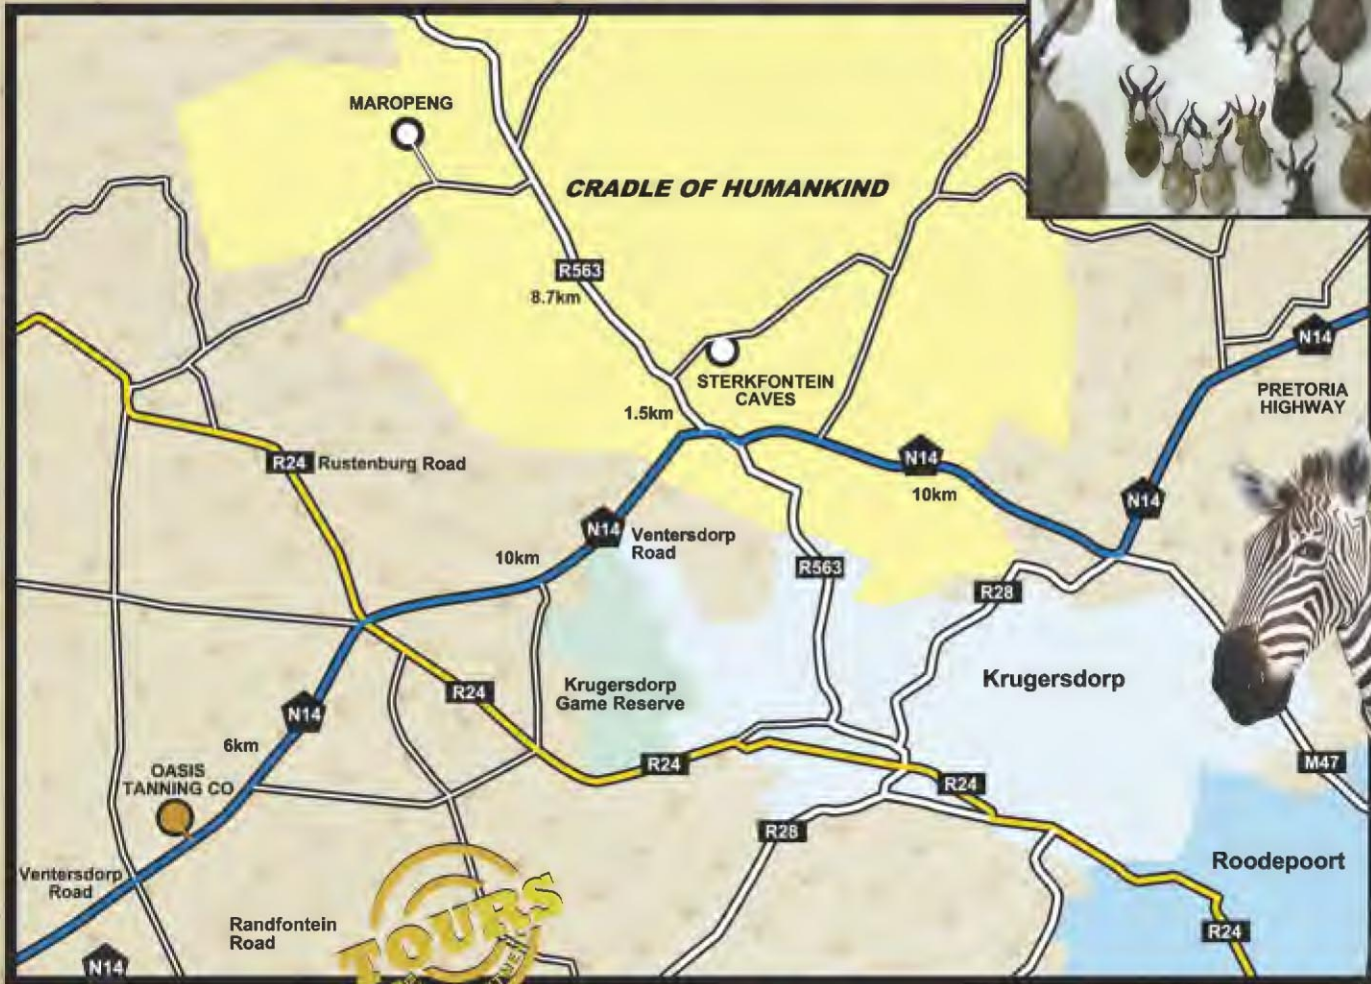 MAROPENG
CRADLE OF HUMANKIND
R563
8.7km
N14
STERKFONTEIN
CAVES
PRETORIA
HIGHWAY
1.5km
R24 Rustenburg Road
N14
10km
N14
N14
Ventersdorp
Road
10km
R563
R28
Krugersdorp
Krugersdorp
Game Reserve
R24
N14
6km
OASIS
TANNING CO
R24
M47
R24
R28
Roodepoort
Ventersdorp
Road
Randfontein
Road
TOURS
R24
N14